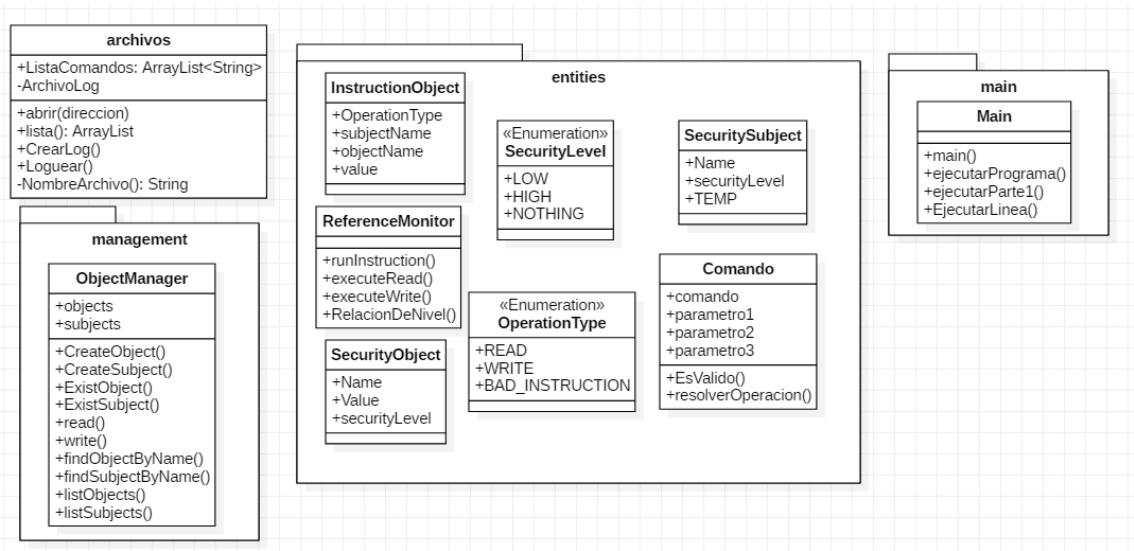 archivos
+ListaComandos: ArrayList<String>
-ArchivoLog
+abrir(direccion)
+lista(): ArrayList
+CrearLog()
+Loguear()
-NombreArchivo(): String
management
ObjectManager
+objects
+subjects
+CreateObject()
+CreateSubject()
+ExistObject()
+ExistSubject()
+read()
+write()
+findObjectByName()
+findSubjectByName()
+listObjects()
+listSubjects()
entities
InstructionObject
+OperationType
+subjectName
+objectName
+value
ReferenceMonitor
+runInstruction()
+executeRead()
+executeWrite()
+RelacionDeNivel()
SecurityObject
+Name
+Value
+securityLevel
«Enumeration»
SecurityLevel
+LOW
+HIGH
+NOTHING
«Enumeration»
OperationType
+READ
+WRITE
+BAD_INSTRUCTION
SecuritySubject
+Name
+securityLevel
+TEMP
Comando
+comando
+parametro1
+parametro2
+parametro3
+EsValido()
+resolverOperacion()
main
Main
+main()
+ejecutarPrograma()
+ejecutarParte1()
+EjecutarLinea()